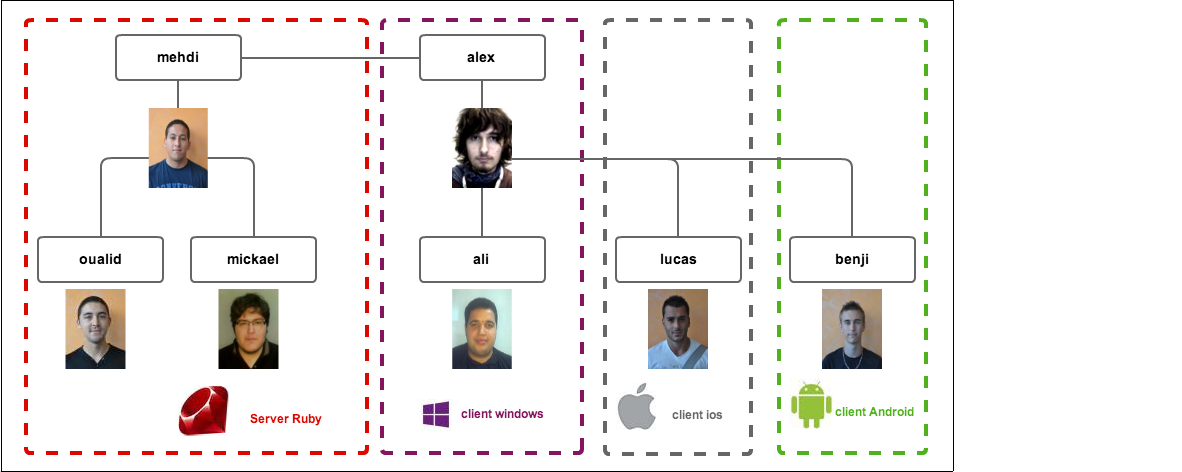 mehdi
alex
oualid
mickael
ali
lucas
benji
Server Ruby
client windows
client ios
client Android